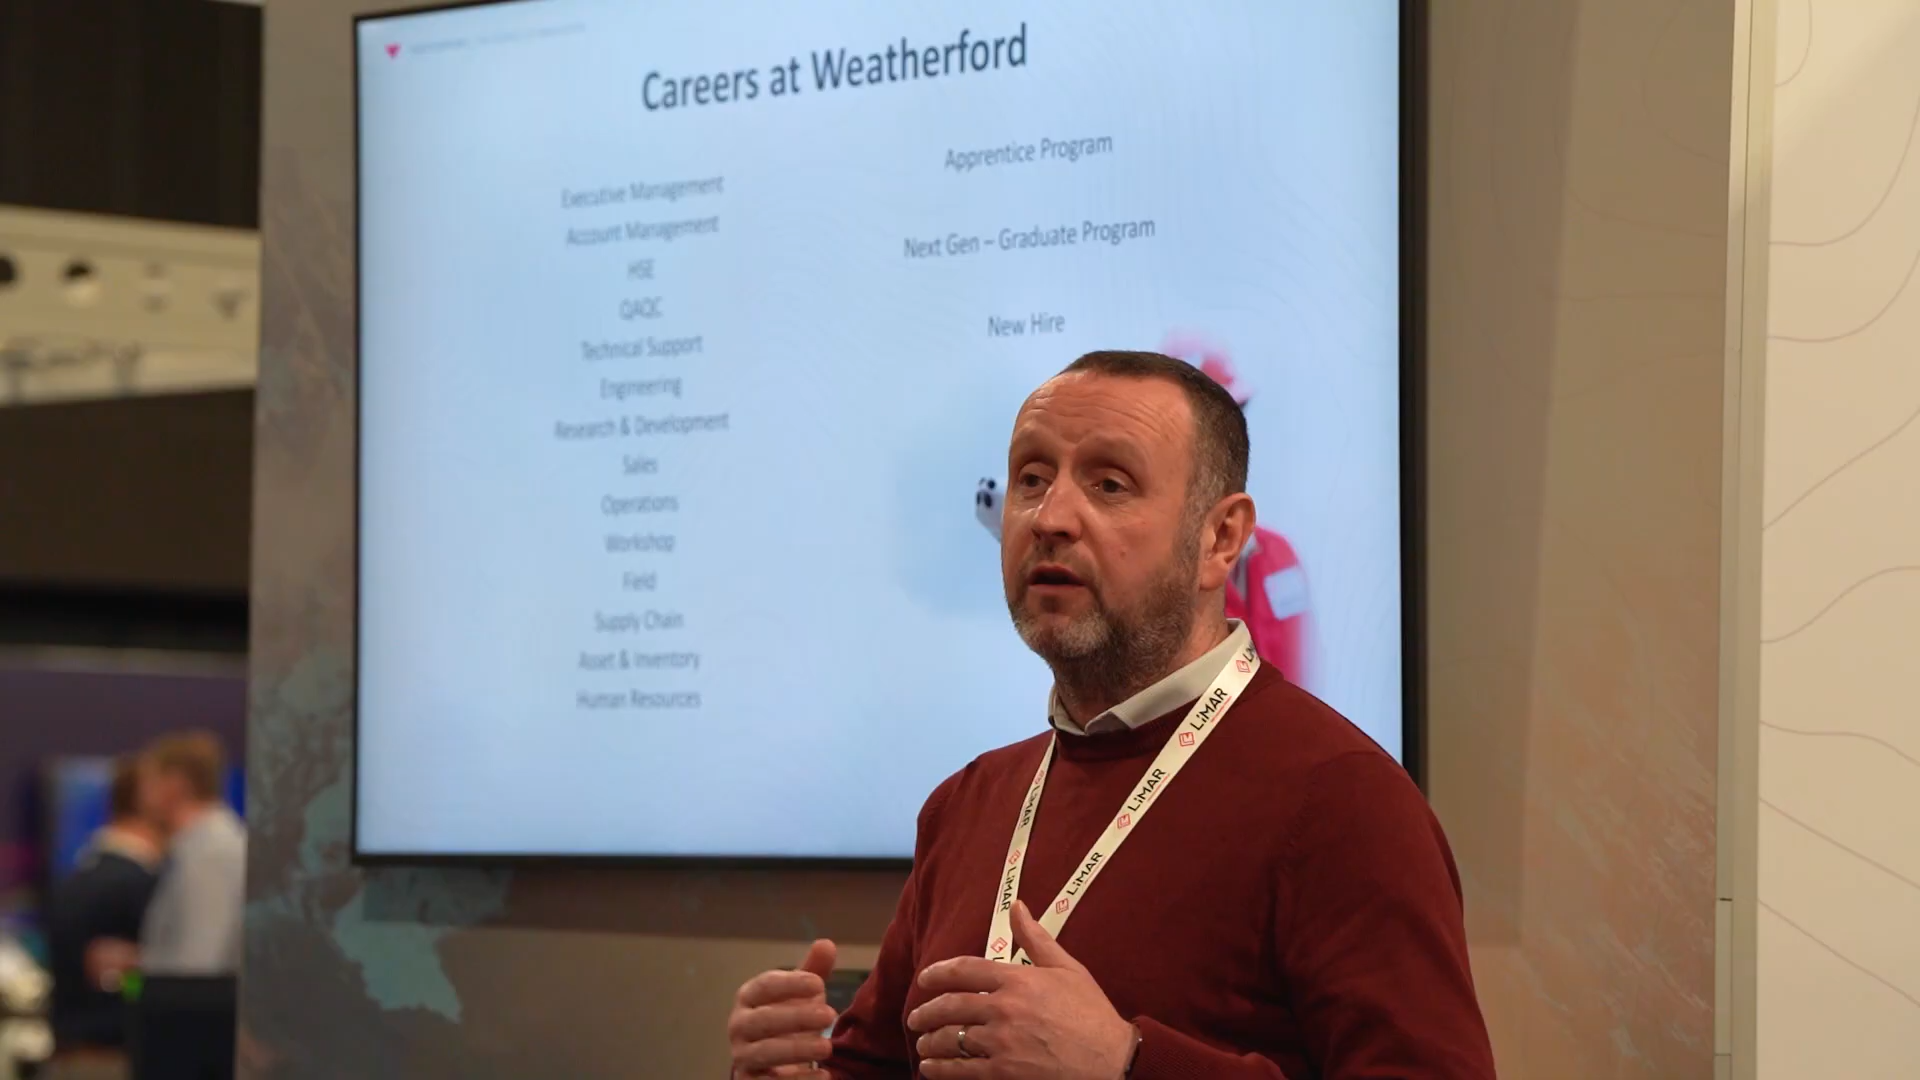 Careers at Weatherford
Executive Management
Account Management
HSE
QAQC
Technical Support
Engineering
Research & Development
Sales
Operations
Workshop
Field
Supply Chain
Asset & Inventory
Human Resources
Apprentice Program
Next Gen – Graduate Program
New Hire
LiMAR
LiMAR
LiMAR
LiMAR
LiMAR